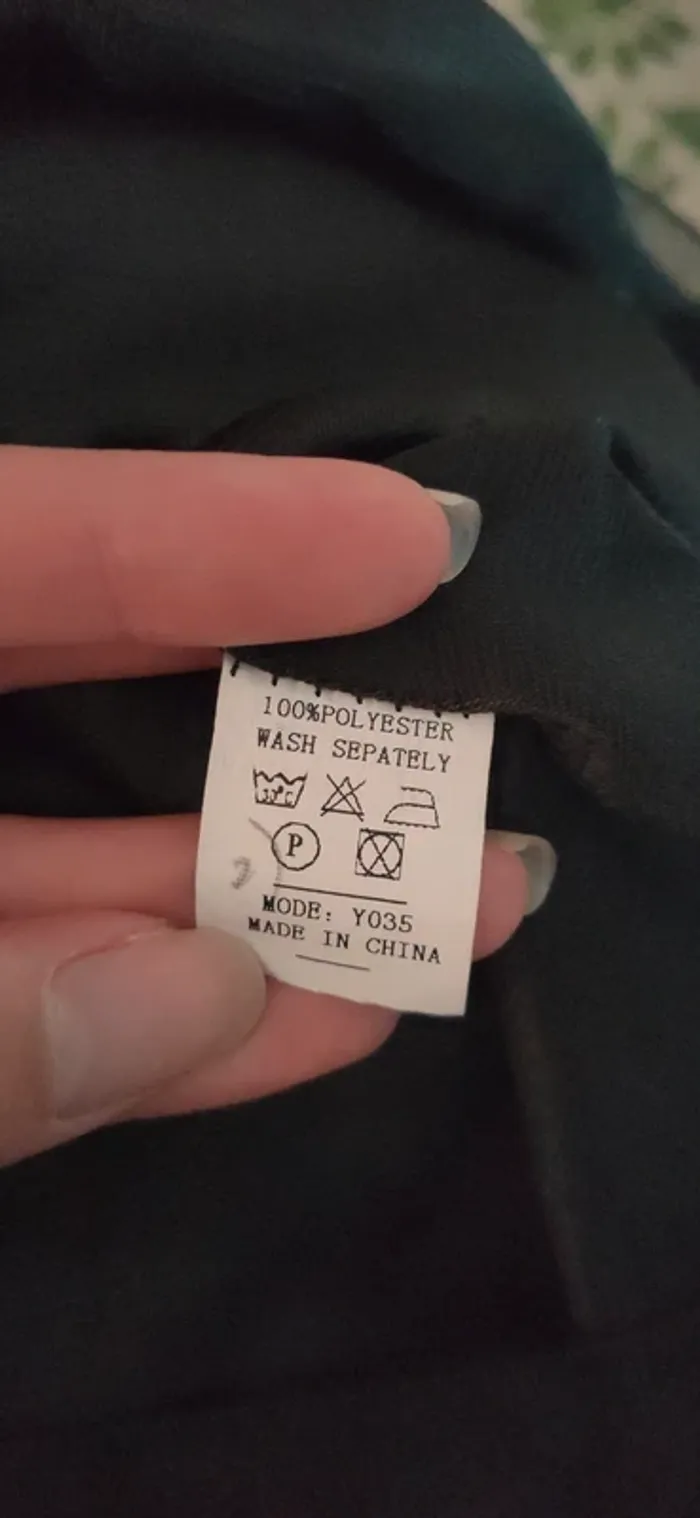 100%POLYESTER
WASH SEPATELY
30°C
P
MODE: Y035
MADE IN CHINA